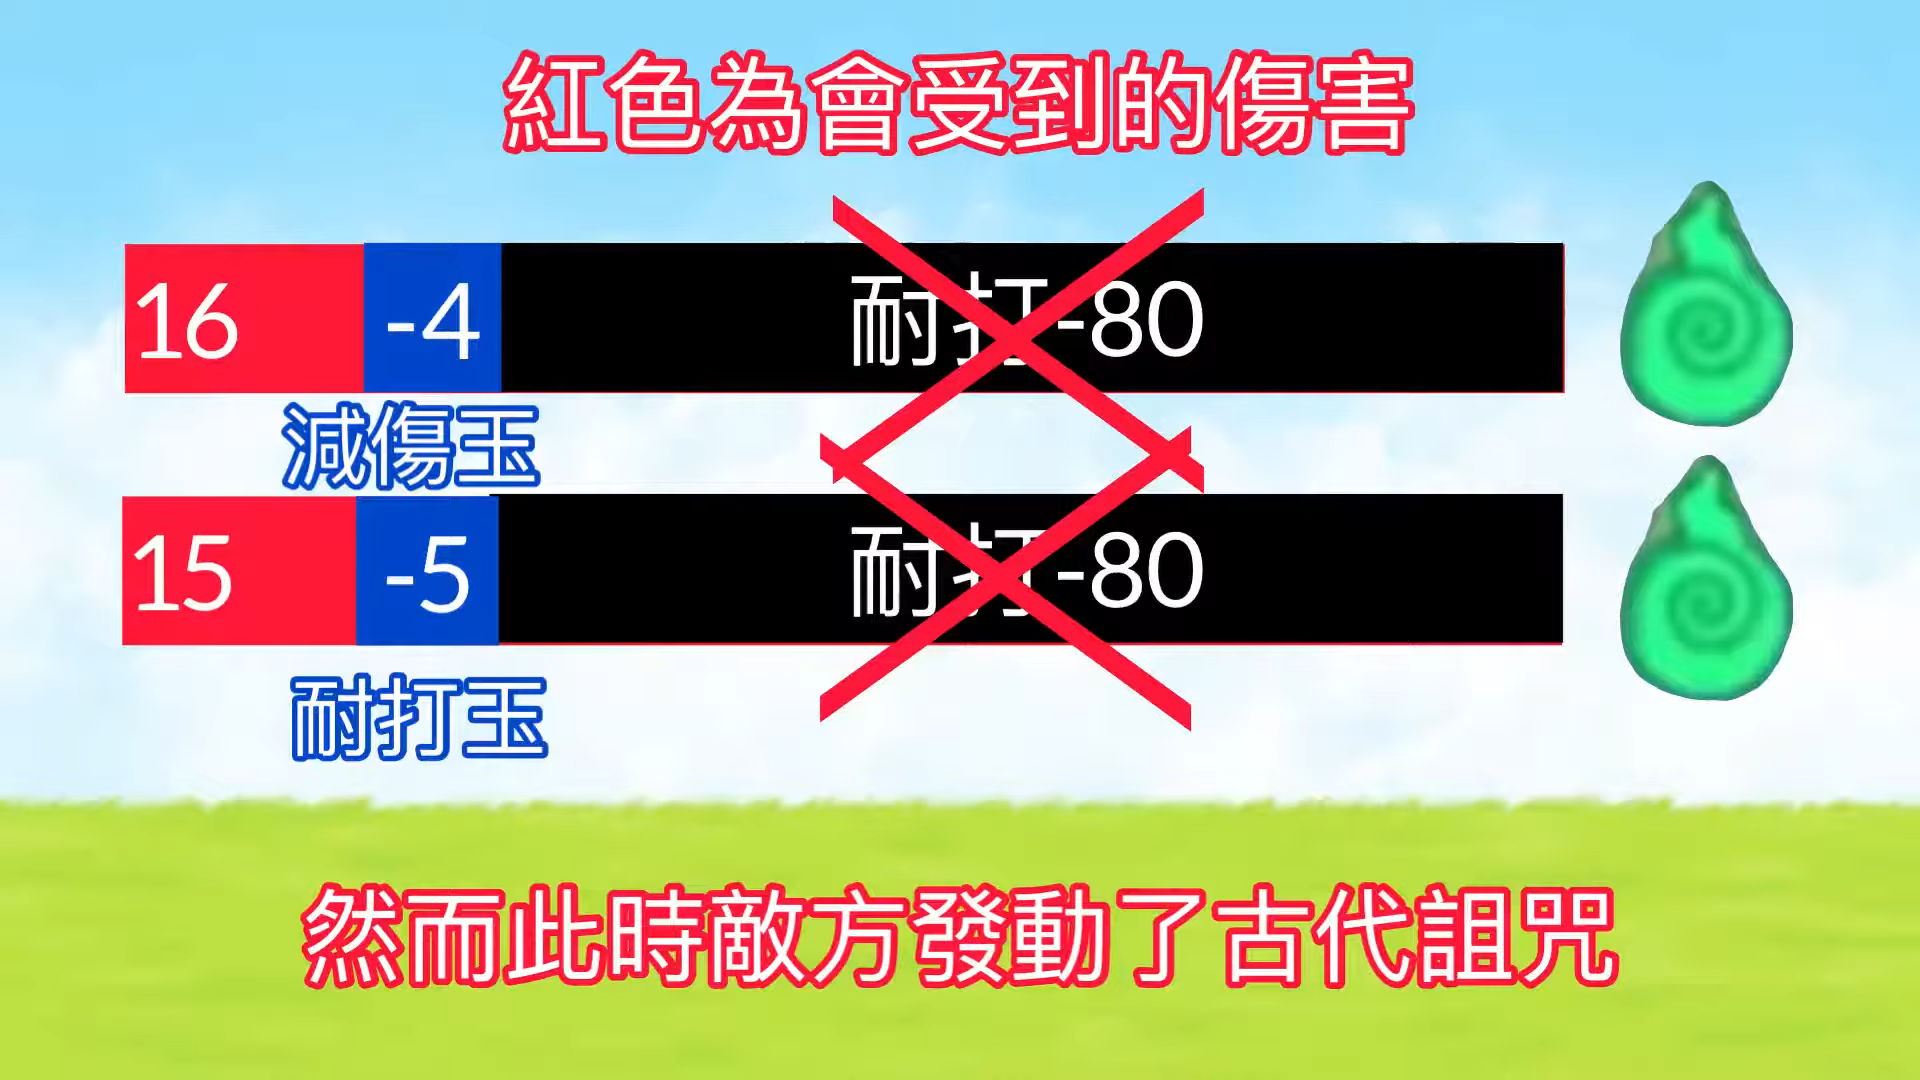 紅色為會受到的傷害
16 -4 耐打-80
減傷玉
15 -5 耐打-80
耐打玉
然而此時敵方發動了古代詛咒